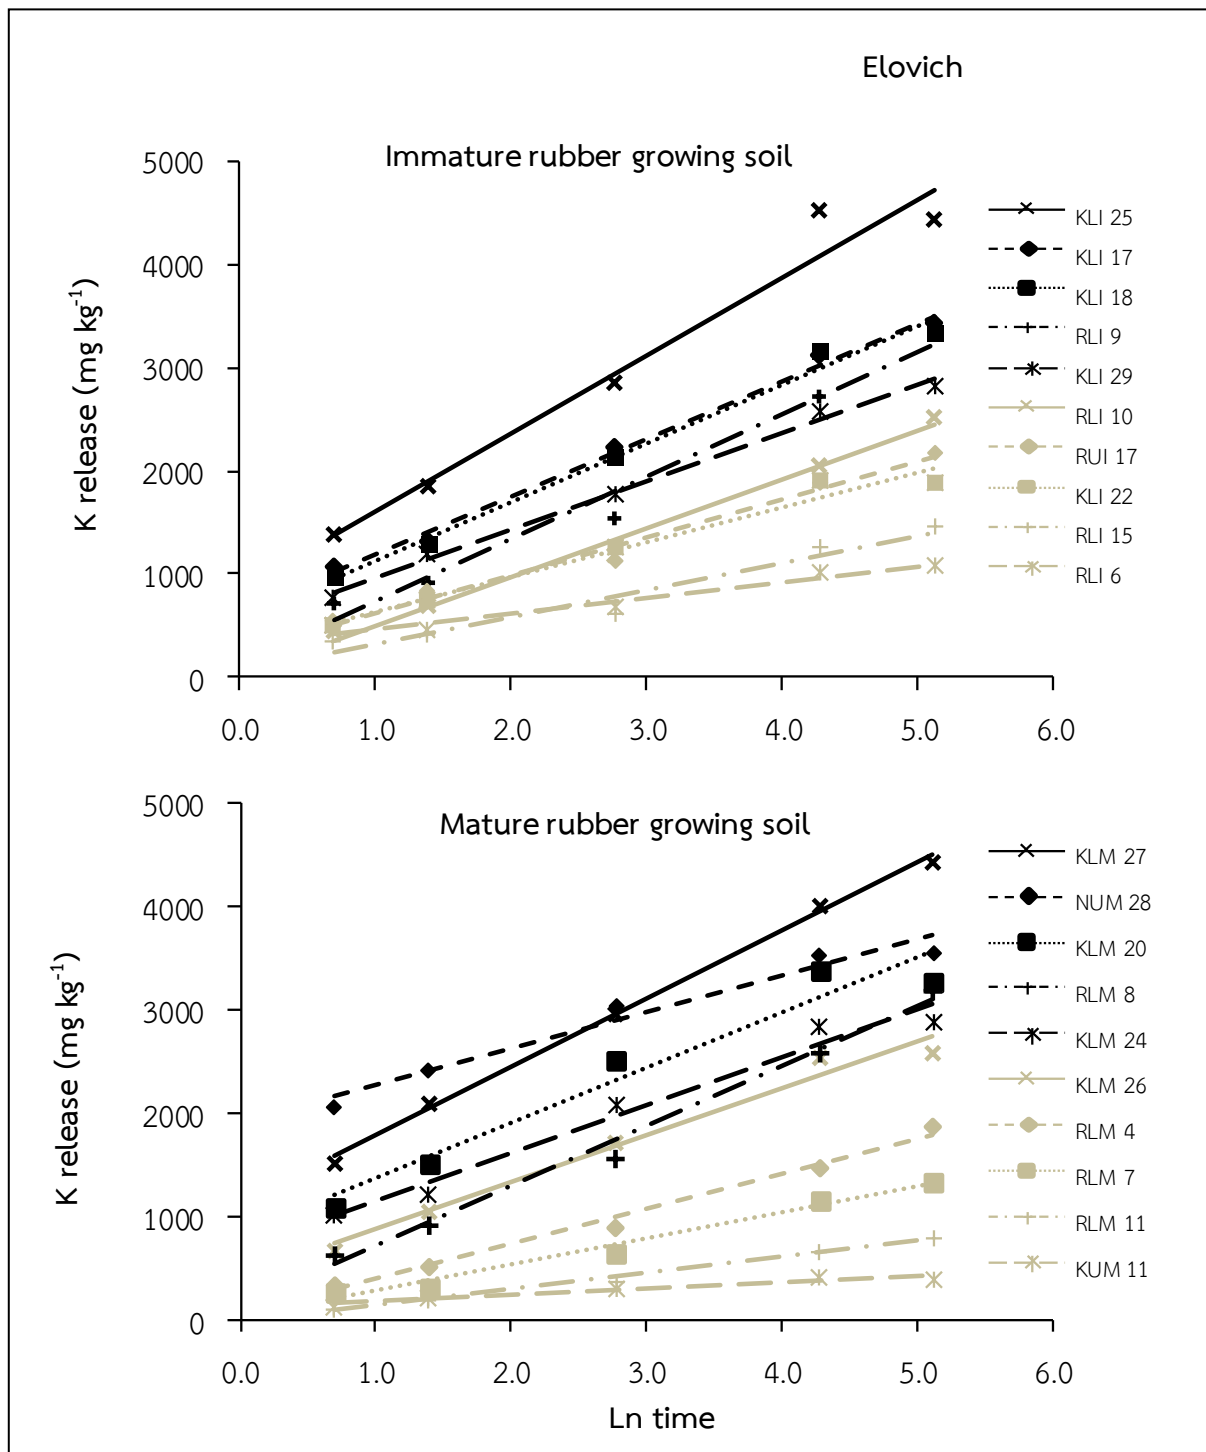 Elovich
Immature rubber growing soil
K release (mg kg⁻¹)
5000
4000
3000
2000
1000
0
0.0 1.0 2.0 3.0 4.0 5.0 6.0
KLI 25
KLI 17
KLI 18
RLI 9
KLI 29
RLI 10
RUI 17
KLI 22
RLI 15
RLI 6
Mature rubber growing soil
K release (mg kg⁻¹)
5000
4000
3000
2000
1000
0
0.0 1.0 2.0 3.0 4.0 5.0 6.0
Ln time
KLM 27
NUM 28
KLM 20
RLM 8
KLM 24
KLM 26
RLM 4
RLM 7
RLM 11
KUM 11